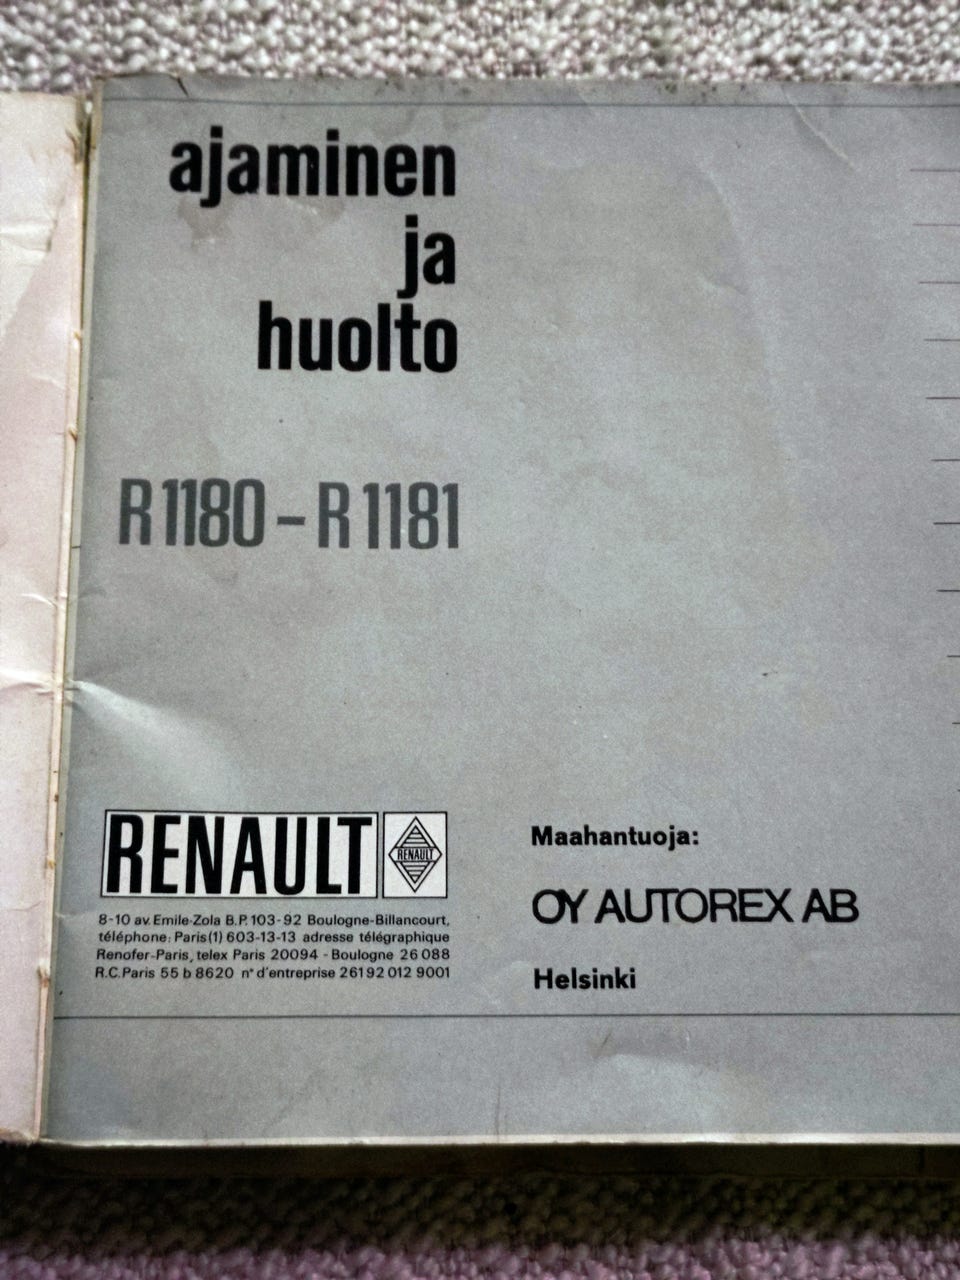 ajaminen
ja
huolto
R 1180 – R 1181
RENAULT
RENAULT
8-10 av. Emile-Zola B.P. 103-92 Boulogne-Billancourt,
téléphone: Paris (1) 603-13-13 adresse télégraphique
Renofer-Paris, telex Paris 20094 - Boulogne 26 088
R.C. Paris 55 b 8620 n° d'entreprise 261 92 012 9001
Maahantuoja:
OY AUTOREX AB
Helsinki